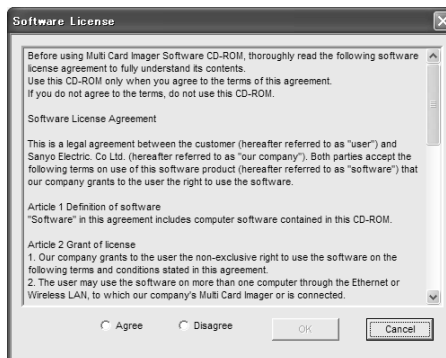 Software License
Before using Multi Card Imager Software CD-ROM, thoroughly read the following software
license agreement to fully understand its contents.
Use this CD-ROM only when you agree to the terms of this agreement.
If you do not agree to the terms, do not use this CD-ROM.
Software License Agreement
This is a legal agreement between the customer (hereafter referred to as "user") and
Sanyo Electric. Co Ltd. (hereafter referred to as "our company"). Both parties accept the
following terms on use of this software product (hereafter referred to as "software") that
our company grants to the user the right to use the software.
Article 1 Definition of software
"Software" in this agreement includes computer software contained in this CD-ROM.
Article 2 Grant of license
1. Our company grants to the user the non-exclusive right to use the software on the
following terms and conditions stated in this agreement.
2. The user may use the software on more than one computer through the Ethernet or
Wireless LAN, to which our company's Multi Card Imager or is connected.
Agree Disagree OK Cancel